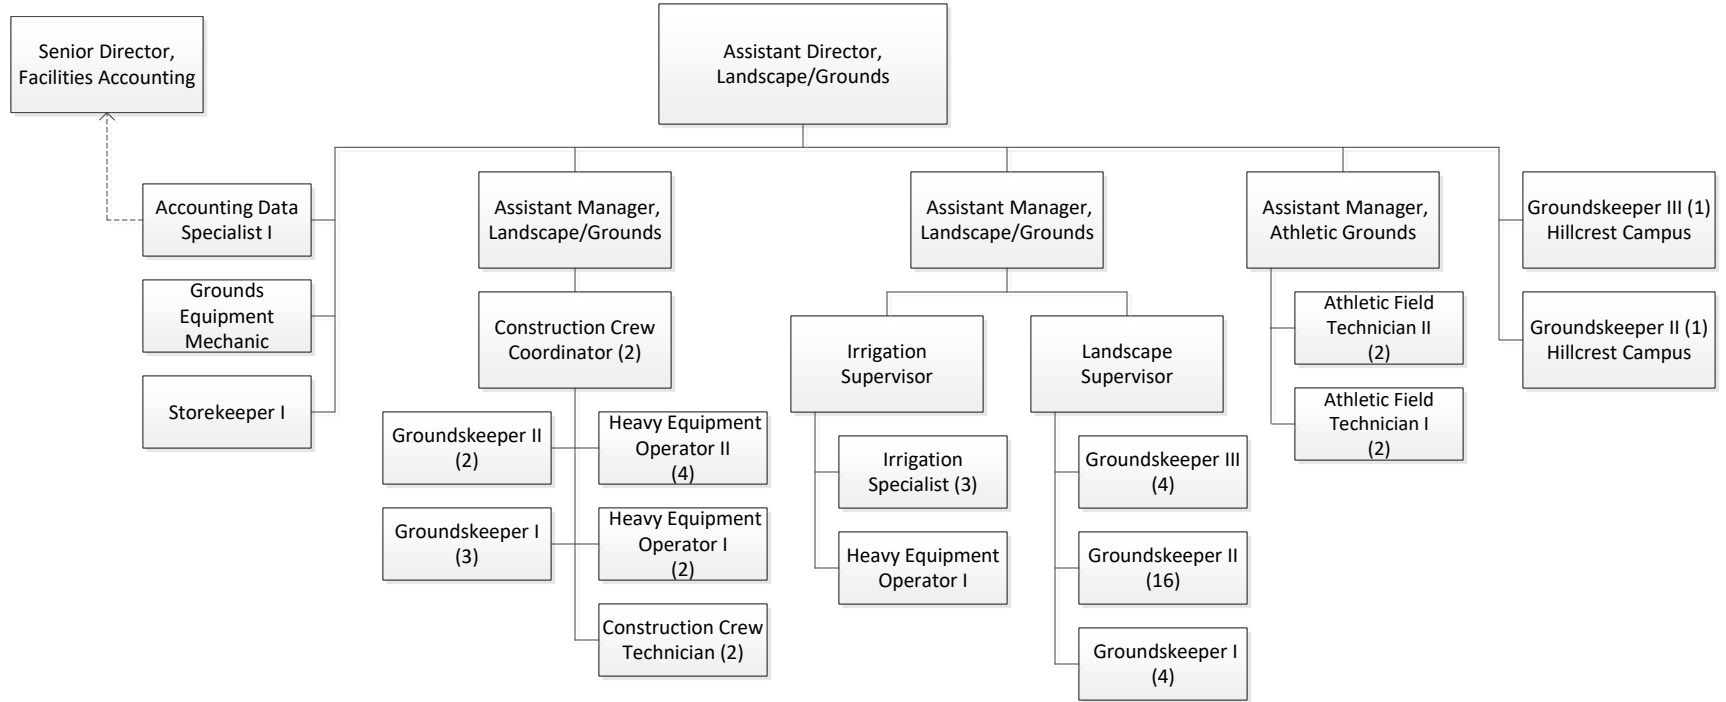 Senior Director,
Facilities Accounting
Assistant Director,
Landscape/Grounds
Accounting Data
Specialist I
Grounds
Equipment
Mechanic
Storekeeper I
Assistant Manager,
Landscape/Grounds
Construction Crew
Coordinator (2)
Groundskeeper II
(2)
Heavy Equipment
Operator II
(4)
Groundskeeper I
(3)
Heavy Equipment
Operator I
(2)
Construction Crew
Technician (2)
Assistant Manager,
Landscape/Grounds
Irrigation
Supervisor
Irrigation
Specialist (3)
Heavy Equipment
Operator I
Landscape
Supervisor
Groundskeeper III
(4)
Groundskeeper II
(16)
Groundskeeper I
(4)
Assistant Manager,
Athletic Grounds
Athletic Field
Technician II
(2)
Athletic Field
Technician I
(2)
Groundskeeper III (1)
Hillcrest Campus
Groundskeeper II (1)
Hillcrest Campus